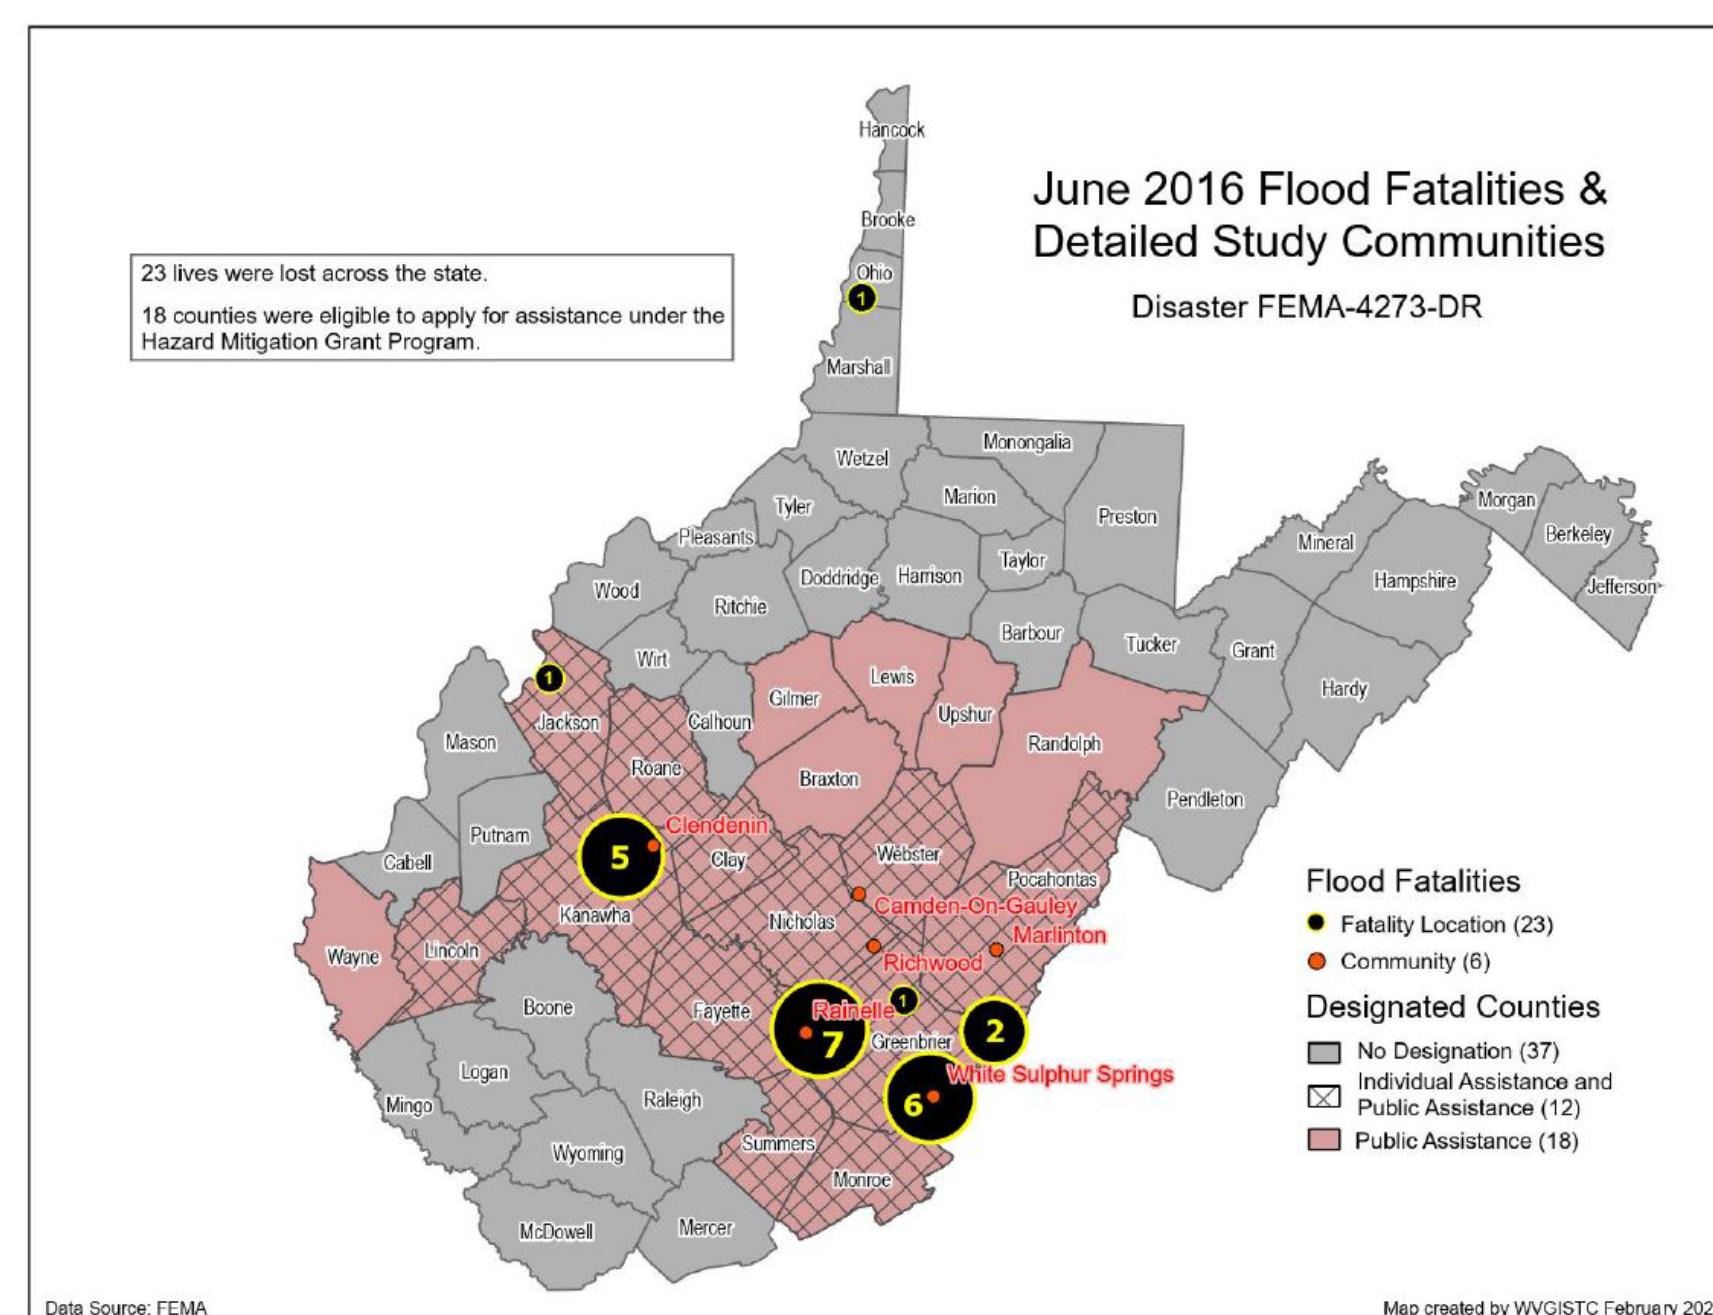 June 2016 Flood Fatalities &
Detailed Study Communities
Disaster FEMA-4273-DR
23 lives were lost across the state.
18 counties were eligible to apply for assistance under the
Hazard Mitigation Grant Program.
Hancock
Brooke
Ohio
1
Marshall
Wetzel
Monongalia
Marion
Preston
Tyler
Pleasants
Morgan
Berkeley
Jefferson
Mineral
Hampshire
Taylor
Doddridge
Harrison
Wood
Ritchie
Barbour
Tucker
Grant
Hardy
Wirt
1
Lewis
Gilmer
Upshur
Jackson
Calhoun
Mason
Randolph
Roane
Braxton
Pendleton
Clendenin
Putnam
Cabell
5
Clay
Webster
Pocahontas
Camden-On-Gauley
Kanawha
Nicholas
Marlinton
Lincoln
Wayne
Richwood
1
Boone
Fayette
Rainelle
7
Greenbrier
2
Logan
White Sulphur Springs
Mingo
Raleigh
6
Summers
Wyoming
Monroe
McDowell
Mercer
Flood Fatalities
Fatality Location (23)
Community (6)
Designated Counties
No Designation (37)
Individual Assistance and
Public Assistance (12)
Public Assistance (18)
Data Source: FEMA
Map created by WVGISTC February 202